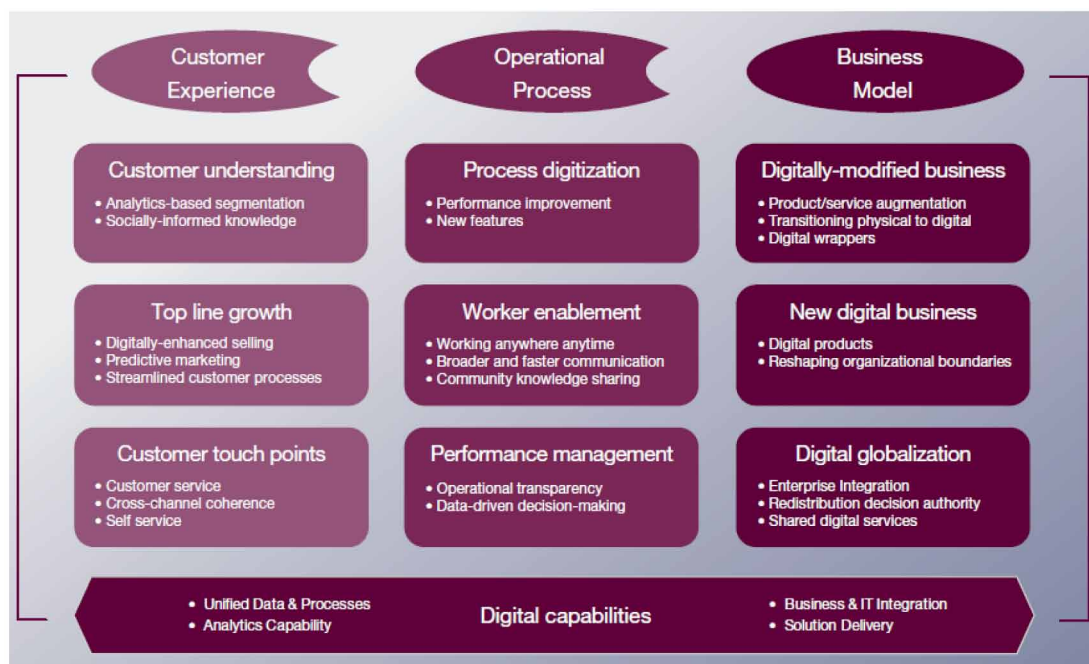 Customer
Experience
Operational
Process
Business
Model
Customer understanding
• Analytics-based segmentation
• Socially-informed knowledge
Process digitization
• Performance improvement
• New features
Digitally-modified business
• Product/service augmentation
• Transitioning physical to digital
• Digital wrappers
Top line growth
• Digitally-enhanced selling
• Predictive marketing
• Streamlined customer processes
Worker enablement
• Working anywhere anytime
• Broader and faster communication
• Community knowledge sharing
New digital business
• Digital products
• Reshaping organizational boundaries
Customer touch points
• Customer service
• Cross-channel coherence
• Self service
Performance management
• Operational transparency
• Data-driven decision-making
Digital globalization
• Enterprise Integration
• Redistribution decision authority
• Shared digital services
• Unified Data & Processes
• Analytics Capability
Digital capabilities
• Business & IT Integration
• Solution Delivery